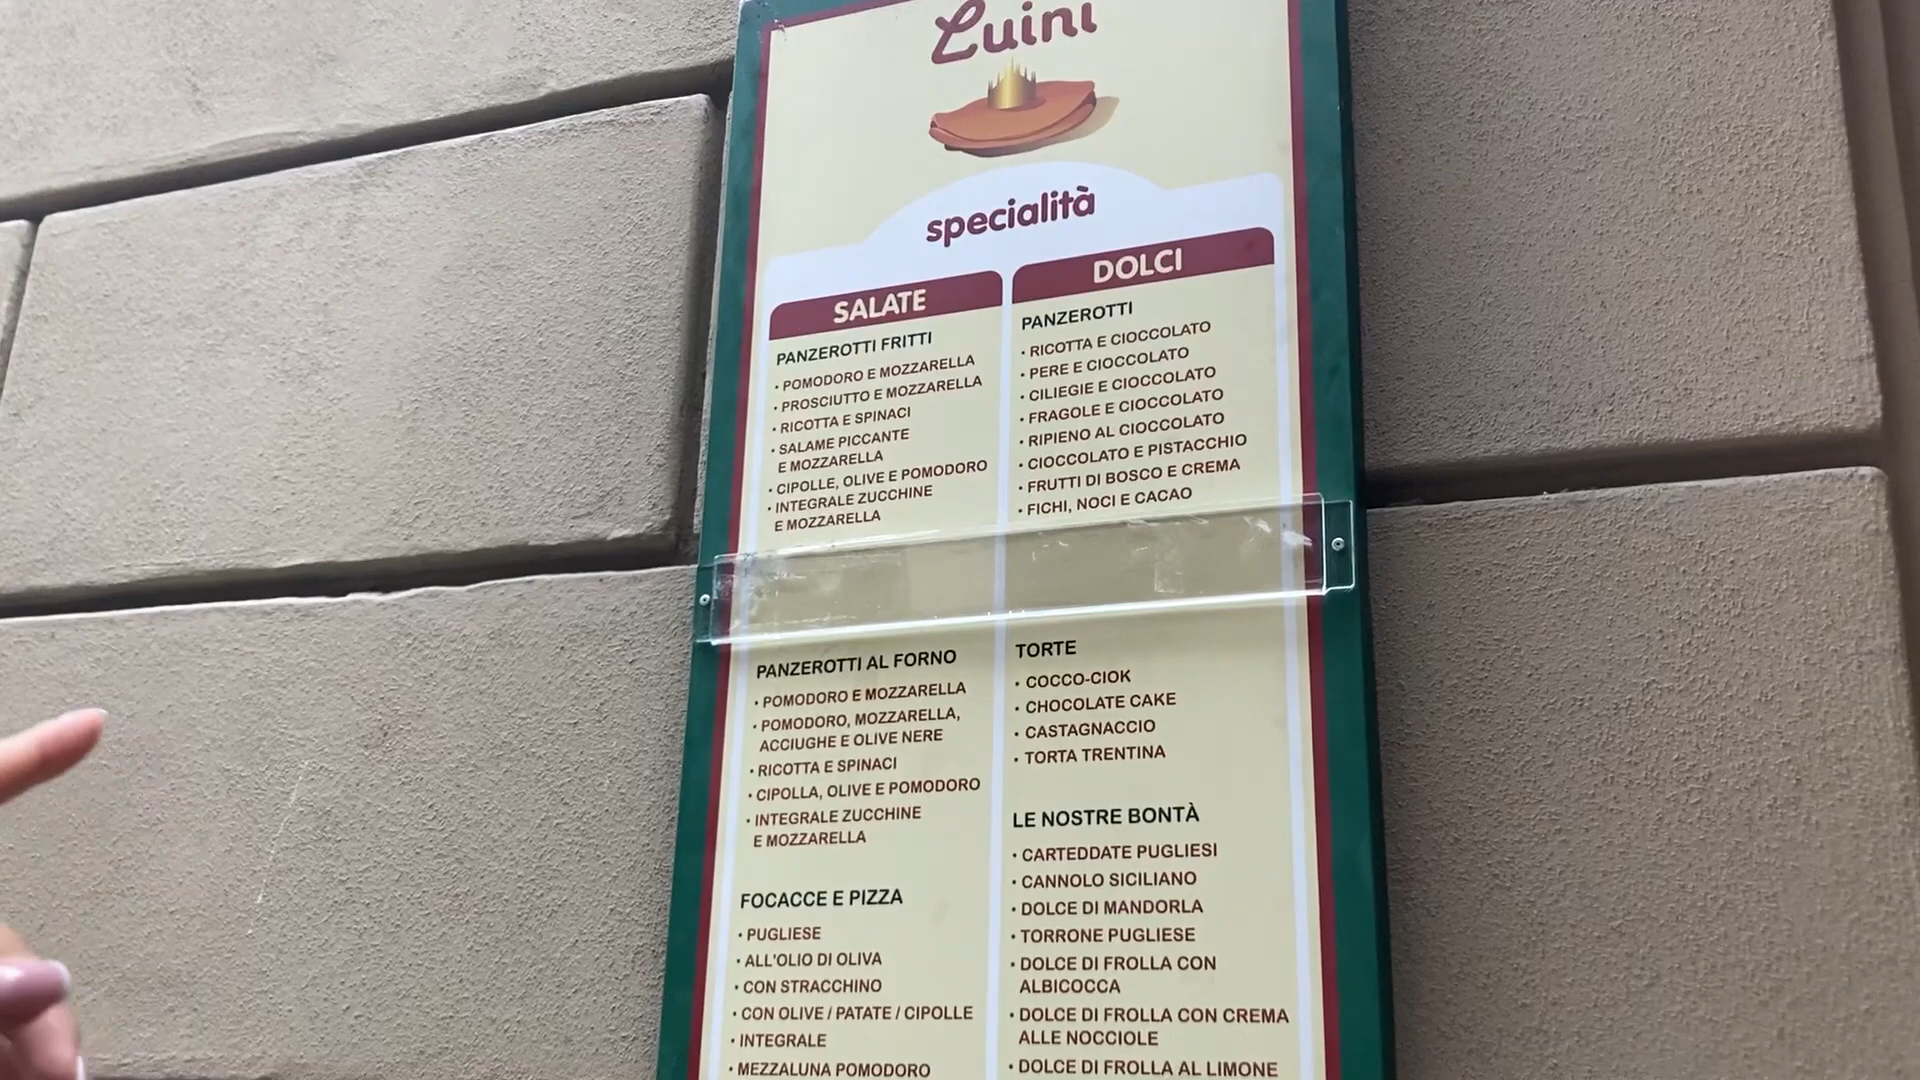 Luini
specialità
SALATE
PANZEROTTI FRITTI
• POMODORO E MOZZARELLA
• PROSCIUTTO E MOZZARELLA
• RICOTTA E SPINACI
• SALAME PICCANTE
E MOZZARELLA
• CIPOLLE, OLIVE E POMODORO
• INTEGRALE ZUCCHINE
E MOZZARELLA
PANZEROTTI AL FORNO
• POMODORO E MOZZARELLA
• POMODORO, MOZZARELLA,
ACCIUGHE E OLIVE NERE
• RICOTTA E SPINACI
• CIPOLLA, OLIVE E POMODORO
• INTEGRALE ZUCCHINE
E MOZZARELLA
FOCACCE E PIZZA
• PUGLIESE
• ALL'OLIO DI OLIVA
• CON STRACCHINO
• CON OLIVE / PATATE / CIPOLLE
• INTEGRALE
• MEZZALUNA POMODORO
DOLCI
PANZEROTTI
• RICOTTA E CIOCCOLATO
• PERE E CIOCCOLATO
• CILIEGIE E CIOCCOLATO
• FRAGOLE E CIOCCOLATO
• RIPIENO AL CIOCCOLATO
• CIOCCOLATO E PISTACCHIO
• FRUTTI DI BOSCO E CREMA
• FICHI, NOCI E CACAO
TORTE
• COCCO-CIOK
• CHOCOLATE CAKE
• CASTAGNACCIO
• TORTA TRENTINA
LE NOSTRE BONTÀ
• CARTEDDATE PUGLIESI
• CANNOLO SICILIANO
• DOLCE DI MANDORLA
• TORRONE PUGLIESE
• DOLCE DI FROLLA CON
ALBICOCCA
• DOLCE DI FROLLA CON CREMA
ALLE NOCCIOLE
• DOLCE DI FROLLA AL LIMONE